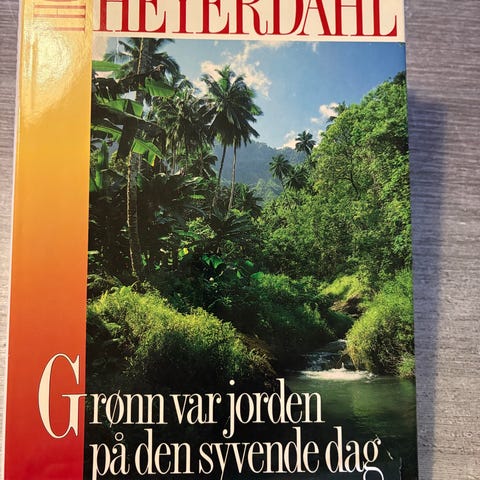 HEYERDAHL
Grønn var jorden
på den syvende dag